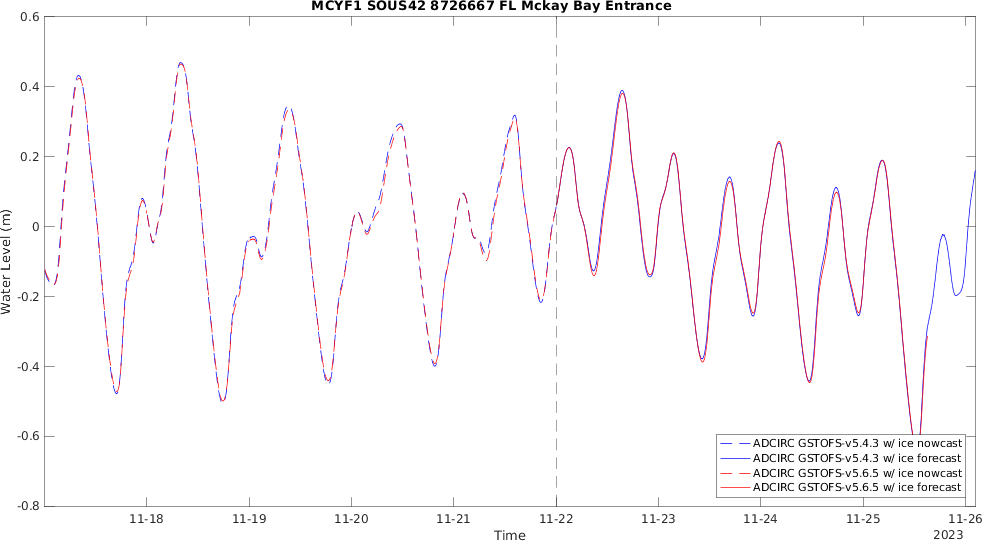 MCYF1 SOUS42 8726667 FL Mckay Bay Entrance
0.6
0.4
0.2
0
-0.2
-0.4
-0.6
-0.8
Water Level (m)
ADCIRC GSTOFS-v5.4.3 w/ ice nowcast
ADCIRC GSTOFS-v5.4.3 w/ ice forecast
ADCIRC GSTOFS-v5.6.5 w/ ice nowcast
ADCIRC GSTOFS-v5.6.5 w/ ice forecast
11-18 11-19 11-20 11-21 11-22 11-23 11-24 11-25 11-26
Time
2023